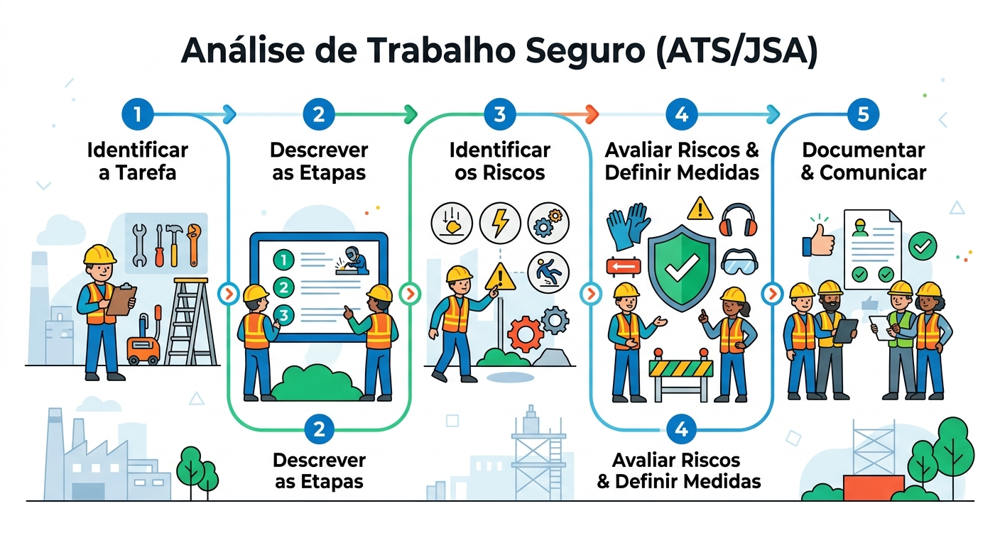 Análise de Trabalho Seguro (ATS/JSA)
1
Identificar
a Tarefa
2
Descrever
as Etapas
3
Identificar
os Riscos
4
Avaliar Riscos &
Definir Medidas
5
Documentar
& Comunicar
1
2
3
2
Descrever
as Etapas
4
Avaliar Riscos
& Definir Medidas